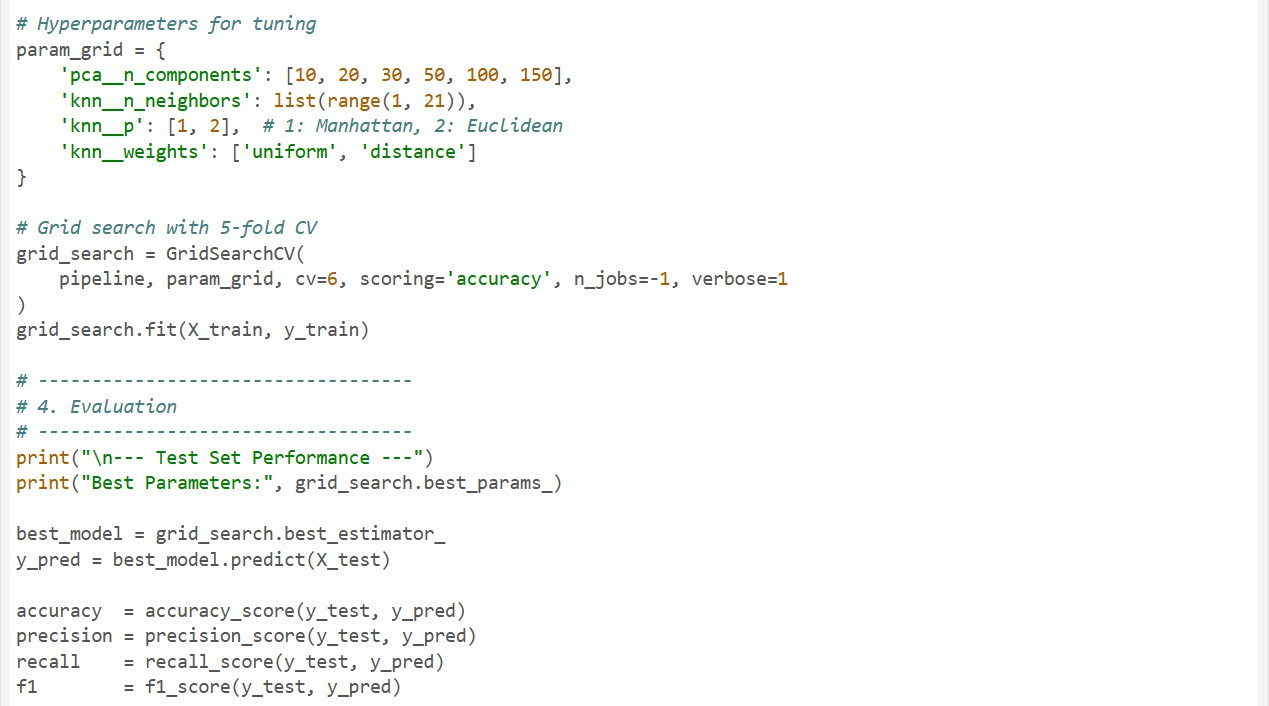 # Hyperparameters for tuning
param_grid = {
    'pca__n_components': [10, 20, 30, 50, 100, 150],
    'knn__n_neighbors': list(range(1, 21)),
    'knn__p': [1, 2],  # 1: Manhattan, 2: Euclidean
    'knn__weights': ['uniform', 'distance']
}

# Grid search with 5-fold CV
grid_search = GridSearchCV(
    pipeline, param_grid, cv=6, scoring='accuracy', n_jobs=-1, verbose=1
)
grid_search.fit(X_train, y_train)

# -----------------------------------
# 4. Evaluation
# -----------------------------------
print("\n--- Test Set Performance ---")
print("Best Parameters:", grid_search.best_params_)

best_model = grid_search.best_estimator_
y_pred = best_model.predict(X_test)

accuracy  = accuracy_score(y_test, y_pred)
precision = precision_score(y_test, y_pred)
recall    = recall_score(y_test, y_pred)
f1        = f1_score(y_test, y_pred)